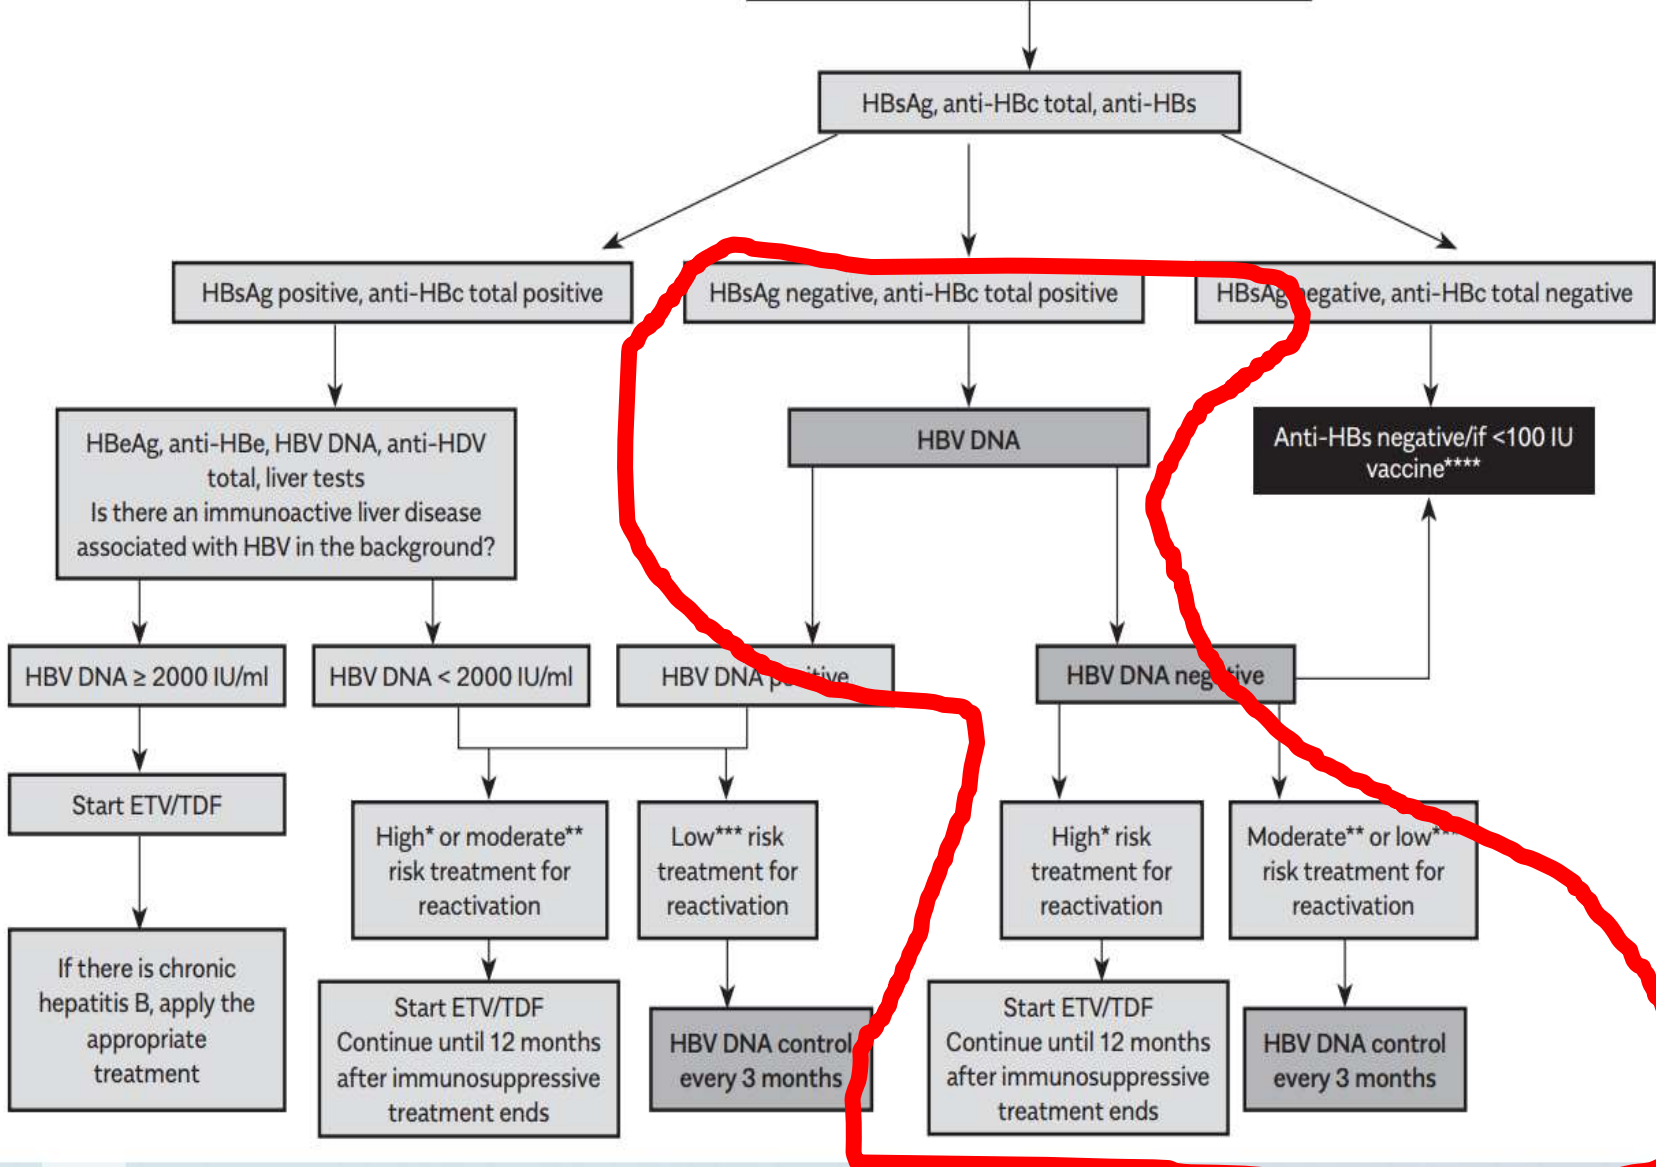 HBsAg, anti-HBc total, anti-HBs
HBsAg positive, anti-HBc total positive
HBsAg negative, anti-HBc total positive
HBsAg negative, anti-HBc total negative
HBeAg, anti-HBe, HBV DNA, anti-HDV
total, liver tests
Is there an immunoactive liver disease
associated with HBV in the background?
HBV DNA
Anti-HBs negative/if <100 IU
vaccine****
HBV DNA ≥ 2000 IU/ml
HBV DNA < 2000 IU/ml
HBV DNA positive
HBV DNA negative
Start ETV/TDF
High* or moderate**
risk treatment for
reactivation
Low*** risk
treatment for
reactivation
High* risk
treatment for
reactivation
Moderate** or low***
risk treatment for
reactivation
If there is chronic
hepatitis B, apply the
appropriate
treatment
Start ETV/TDF
Continue until 12 months
after immunosuppressive
treatment ends
HBV DNA control
every 3 months
Start ETV/TDF
Continue until 12 months
after immunosuppressive
treatment ends
HBV DNA control
every 3 months